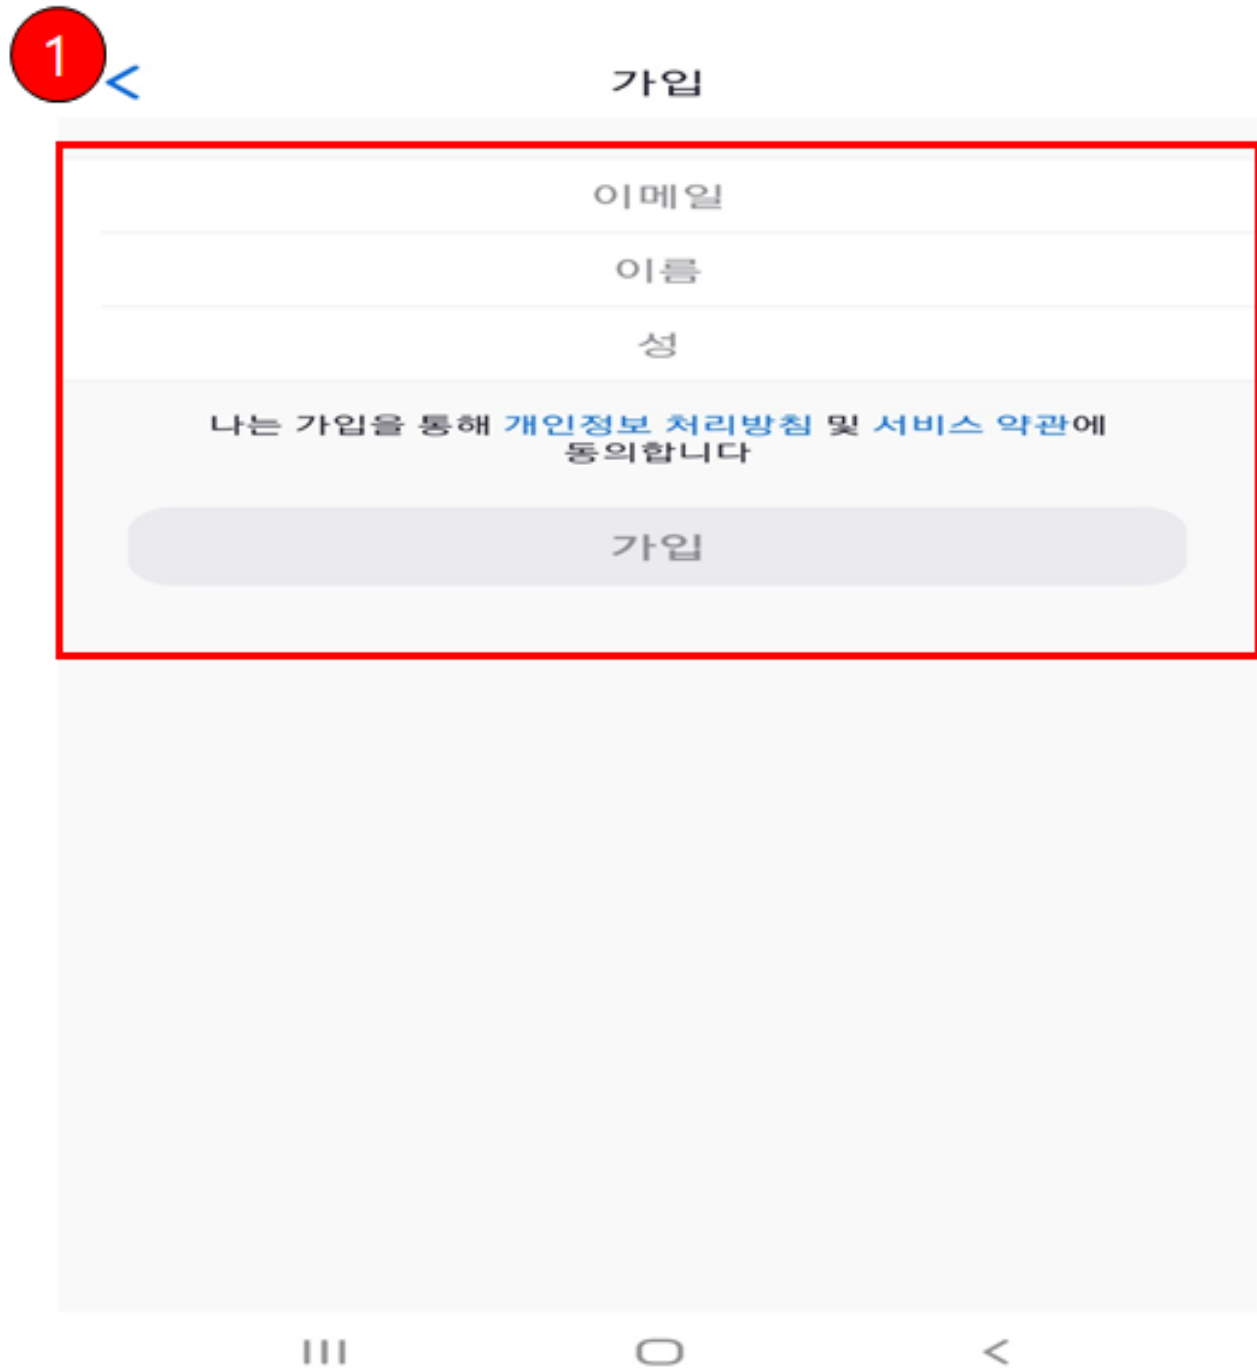 1
가입
이메일
이름
성
나는 가입을 통해 개인정보 처리방침 및 서비스 약관에
동의합니다
가입